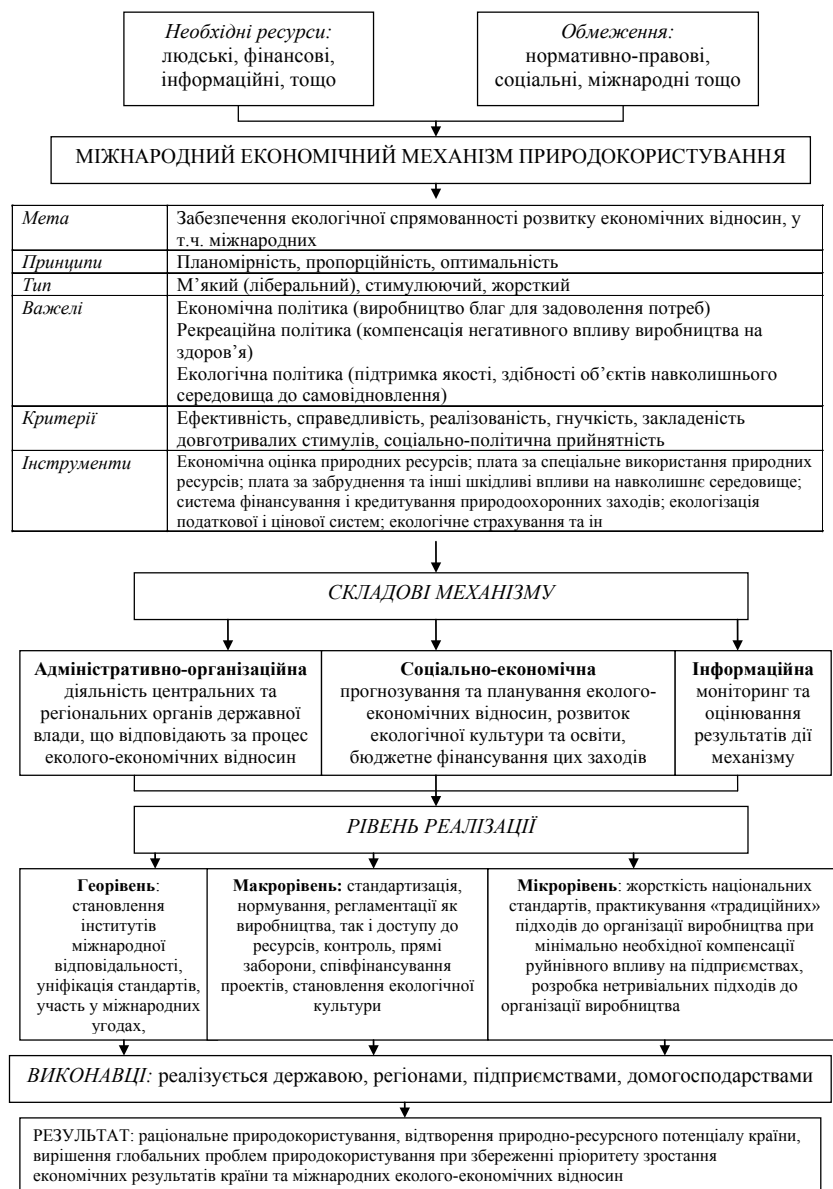 Необхідні ресурси:
людські, фінансові,
інформаційні, тощо
Обмеження:
нормативно-правові,
соціальні, міжнародні тощо
МІЖНАРОДНИЙ ЕКОНОМІЧНИЙ МЕХАНІЗМ ПРИРОДОКОРИСТУВАННЯ
Мета
Забезпечення екологічної спрямованості розвитку економічних відносин, у
т.ч. міжнародних
Принципи
Планомірність, пропорційність, оптимальність
Тип
М’який (ліберальний), стимулюючий, жорсткий
Важелі
Економічна політика (виробництво благ для задоволення потреб)
Рекреаційна політика (компенсація негативного впливу виробництва на
здоров’я)
Екологічна політика (підтримка якості, здібності об’єктів навколишнього
середовища до самовідновлення)
Критерії
Ефективність, справедливість, реалізованість, гнучкість, закладеність
довготривалих стимулів, соціально-політична прийнятність
Інструменти
Економічна оцінка природних ресурсів; плата за спеціальне використання природних
ресурсів; плата за забруднення та інші шкідливі впливи на навколишнє середовище;
система фінансування і кредитування природоохоронних заходів; екологізація
податкової і цінової систем; екологічне страхування та ін
СКЛАДОВІ МЕХАНІЗМУ
Адміністративно-організаційна
діяльність центральних та
регіональних органів державної
влади, що відповідають за процес
еколого-економічних відносин
Соціально-економічна
прогнозування та планування еколого-
економічних відносин, розвиток
екологічної культури та освіти,
бюджетне фінансування цих заходів
Інформаційна
моніторинг та
оцінювання
результатів дії
механізму
РІВЕНЬ РЕАЛІЗАЦІЇ
Георівень:
становлення
інститутів
міжнародної
відповідальності,
уніфікація стандартів,
участь у міжнародних
угодах,
Макрорівень: стандартизація,
нормування, регламентації як
виробництва, так і доступу до
ресурсів, контроль, прямі
заборони, співфінансування
проектів, становлення екологічної
культури
Мікрорівень: жорсткість національних
стандартів, практикування «традиційних»
підходів до організації виробництва при
мінімально необхідної компенсації
руйнівного впливу на підприємствах,
розробка нетривіальних підходів до
організації виробництва
ВИКОНАВЦІ: реалізується державою, регіонами, підприємствами, домогосподарствами
РЕЗУЛЬТАТ: раціональне природокористування, відтворення природно-ресурсного потенціалу країни,
вирішення глобальних проблем природокористування при збереженні пріоритету зростання
економічних результатів країни та міжнародних еколого-економічних відносин